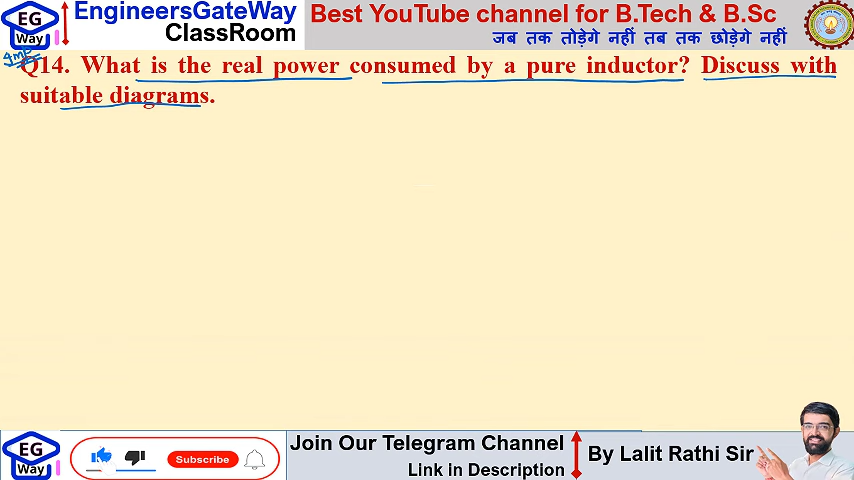 EG
Way
EngineersGateWay
ClassRoom
Best YouTube channel for B.Tech & B.Sc
जब तक तोड़ेगे नहीं तब तक छोड़ेगे नहीं
Q14. What is the real power consumed by a pure inductor? Discuss with
suitable diagrams.
EG
Way
Subscribe
Join Our Telegram Channel
Link in Description
By Lalit Rathi Sir